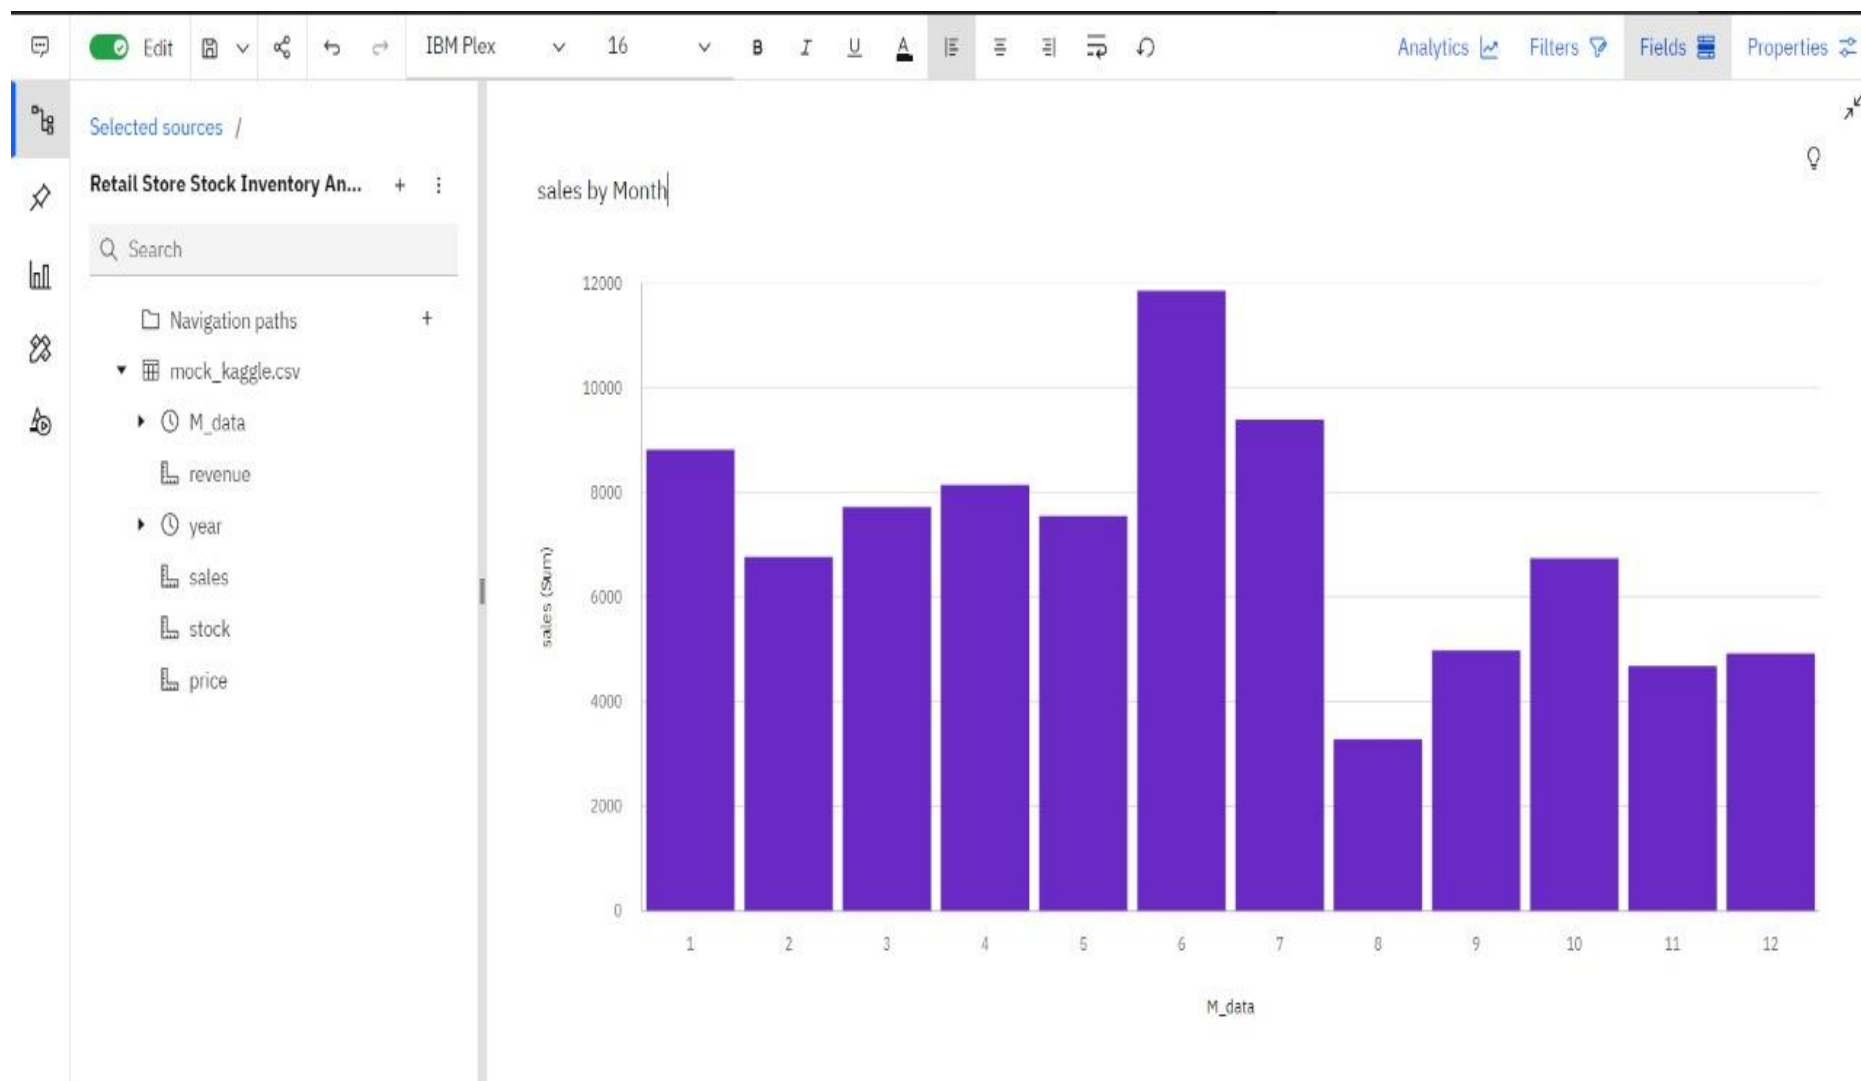 Edit IBM Plex 16 B I U A Analytics Filters Fields Properties
Selected sources /
Retail Store Stock Inventory An...
Search
Navigation paths
mock_kaggle.csv
M_data
revenue
year
sales
stock
price
sales by Month
sales (Sum)
12000
10000
8000
6000
4000
2000
0
1 2 3 4 5 6 7 8 9 10 11 12
M_data